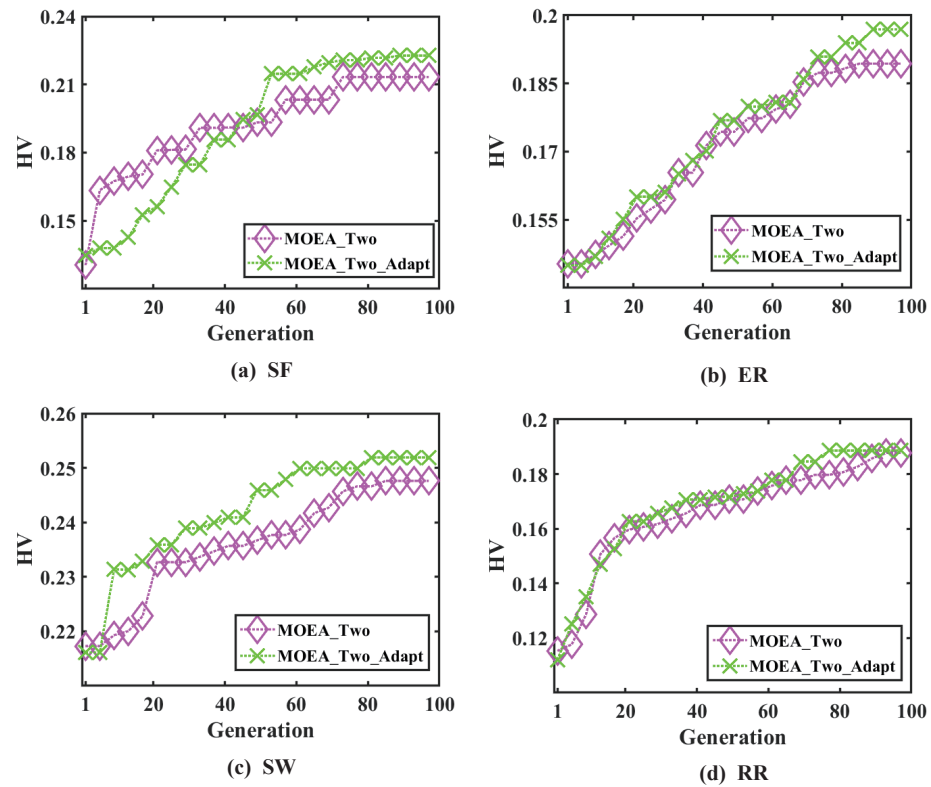 0.24
0.21
0.18
0.15
HV
MOEA_Two
MOEA_Two_Adapt
1 20 40 60 80 100
Generation
(a) SF
0.2
0.185
0.17
0.155
HV
MOEA_Two
MOEA_Two_Adapt
1 20 40 60 80 100
Generation
(b) ER
0.26
0.25
0.24
0.23
0.22
HV
MOEA_Two
MOEA_Two_Adapt
1 20 40 60 80 100
Generation
(c) SW
0.2
0.18
0.16
0.14
0.12
HV
MOEA_Two
MOEA_Two_Adapt
1 20 40 60 80 100
Generation
(d) RR